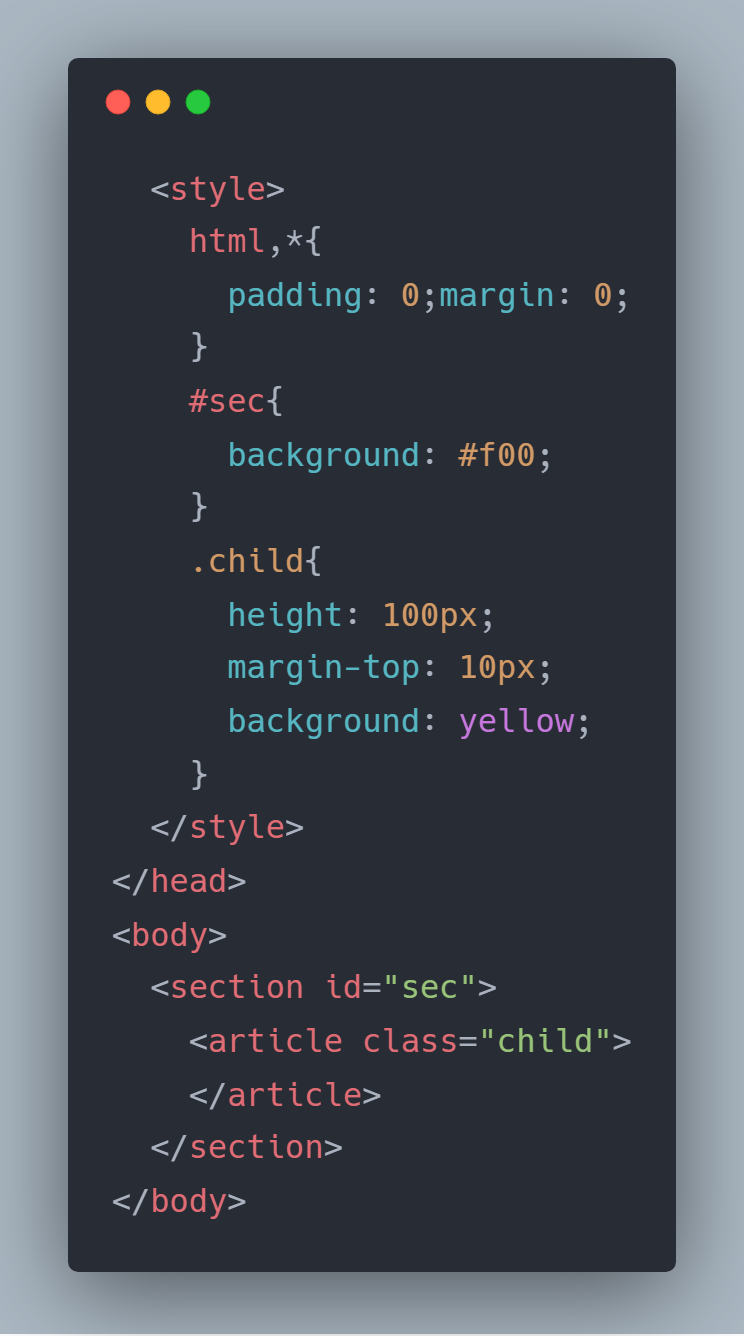 <style>
html,*{
padding: 0;margin: 0;
}
#sec{
background: #f00;
}
.child{
height: 100px;
margin-top: 10px;
background: yellow;
}
</style>
</head>
<body>
<section id="sec">
<article class="child">
</article>
</section>
</body>